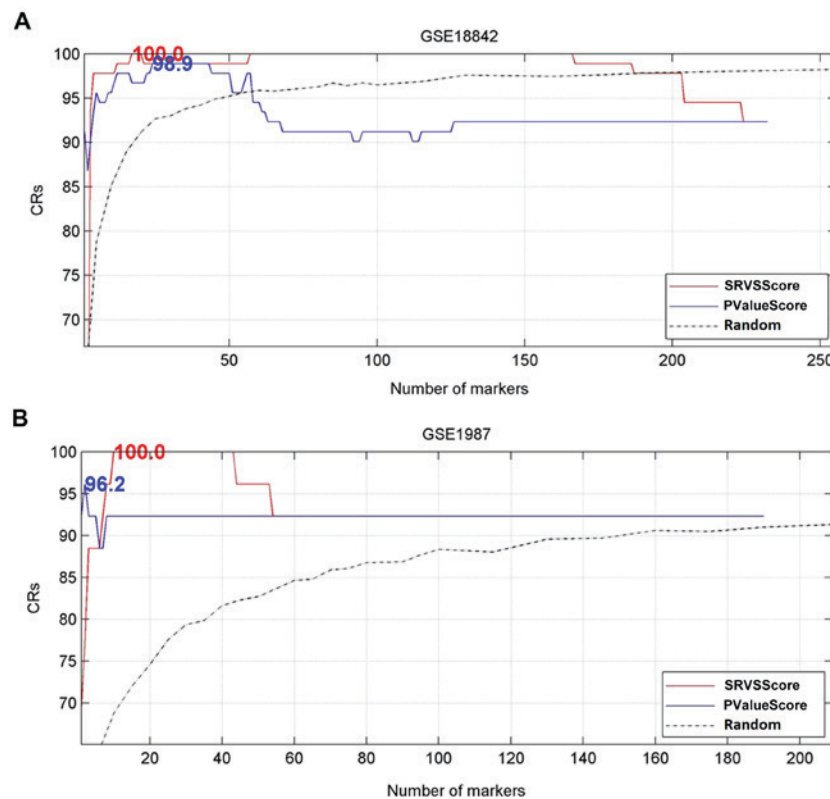 A
GSE18842
100.0
98.9
100
95
90
85
80
75
70
CRs
50
100
150
200
250
Number of markers
SRVSScore
PValueScore
Random
B
GSE1987
100.0
96.2
100
95
90
85
80
75
70
CRs
20
40
60
80
100
120
140
160
180
200
Number of markers
SRVSScore
PValueScore
Random